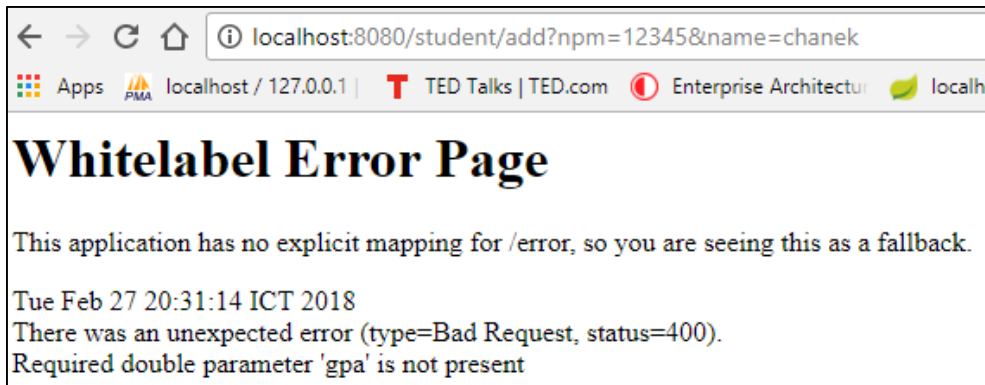 localhost:8080/student/add?npm=12345&name=chanek
Apps PMA localhost / 127.0.0.1 | TED Talks | TED.com Enterprise Architectur localh
Whitelabel Error Page
This application has no explicit mapping for /error, so you are seeing this as a fallback.
Tue Feb 27 20:31:14 ICT 2018
There was an unexpected error (type=Bad Request, status=400).
Required double parameter 'gpa' is not present